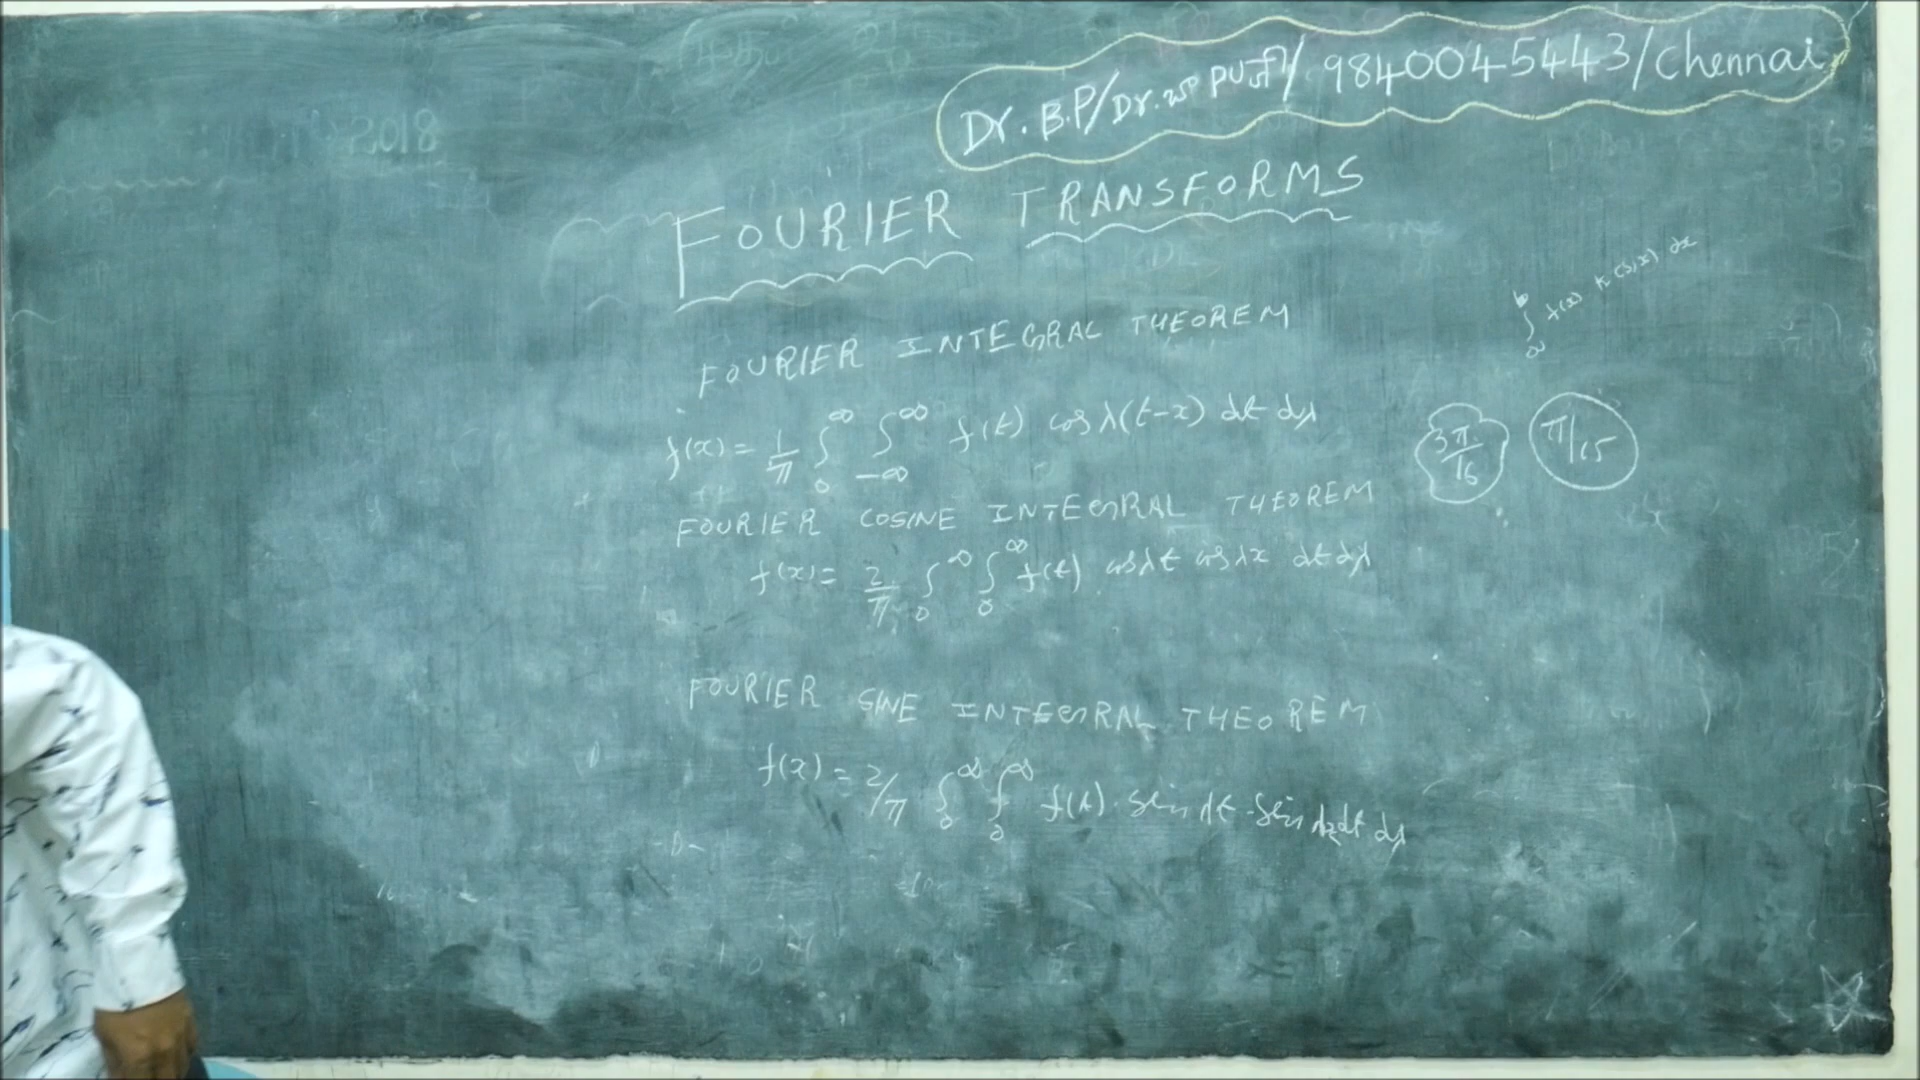 Dr. B.P/Dr. / 9840045443/Chennai
2018
FOURIER TRANSFORMS
∫ f(x) K(s,x) dx
FOURIER INTEGRAL THEOREM
f(x) = 1/π ∫₀^∞ ∫₋∞^∞ f(t) cos λ(t-x) dt dλ
3π/16 π/15
FOURIER COSINE INTEGRAL THEOREM
f(x) = 2/π ∫₀^∞ ∫₀^∞ f(t) cos λt cos λx dt dλ
FOURIER SINE INTEGRAL THEOREM
f(x) = 2/π ∫₀^∞ ∫₀^∞ f(t). sin λt . sin λx dt dλ